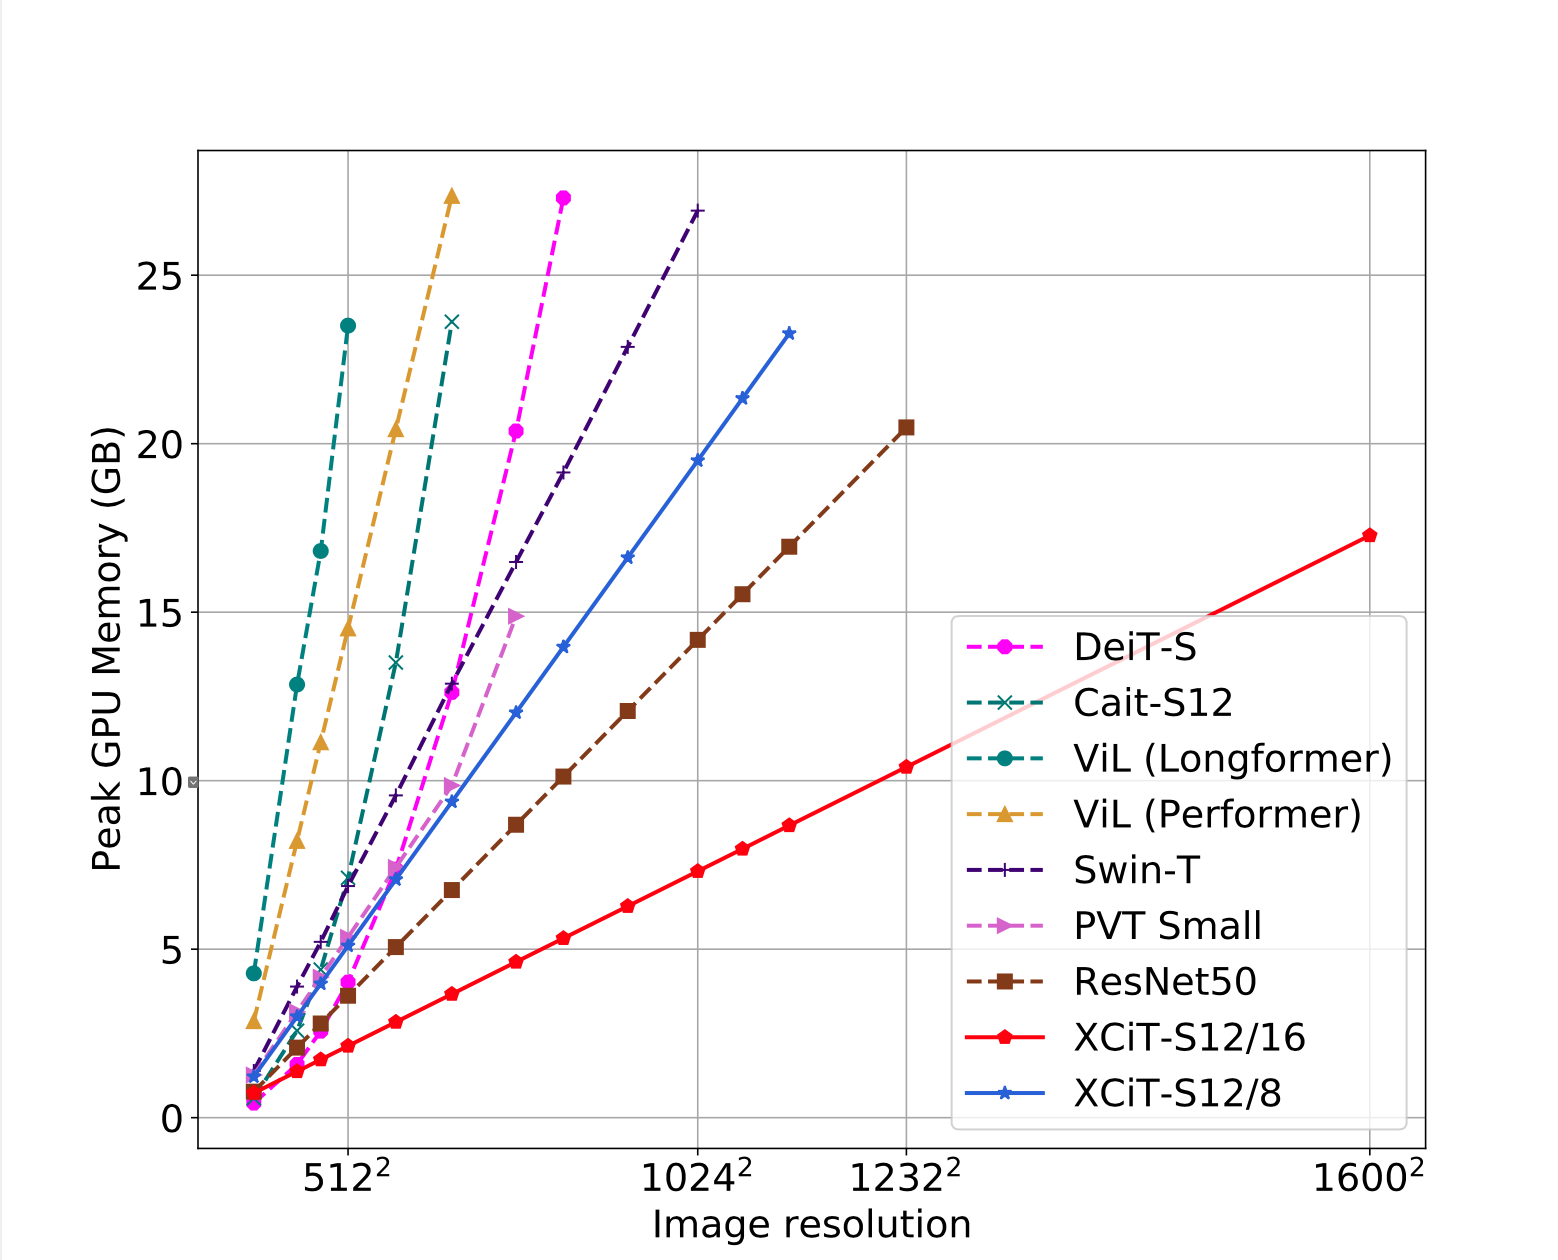 25
20
15
10
5
0
Peak GPU Memory (GB)
DeiT-S
Cait-S12
ViL (Longformer)
ViL (Performer)
Swin-T
PVT Small
ResNet50
XCiT-S12/16
XCiT-S12/8
512² 1024² 1232² 1600²
Image resolution